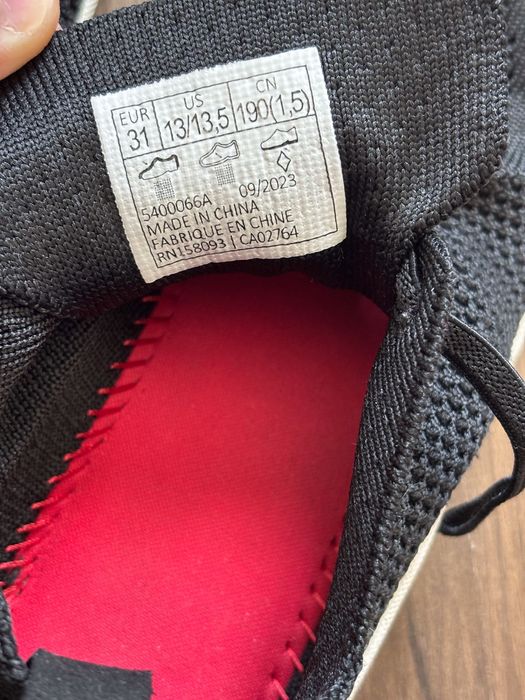 EUR US CN
31 13/13,5 190(1,5)
5400066A 09/2023
MADE IN CHINA
FABRIQUE EN CHINE
RN158093 | CA02764